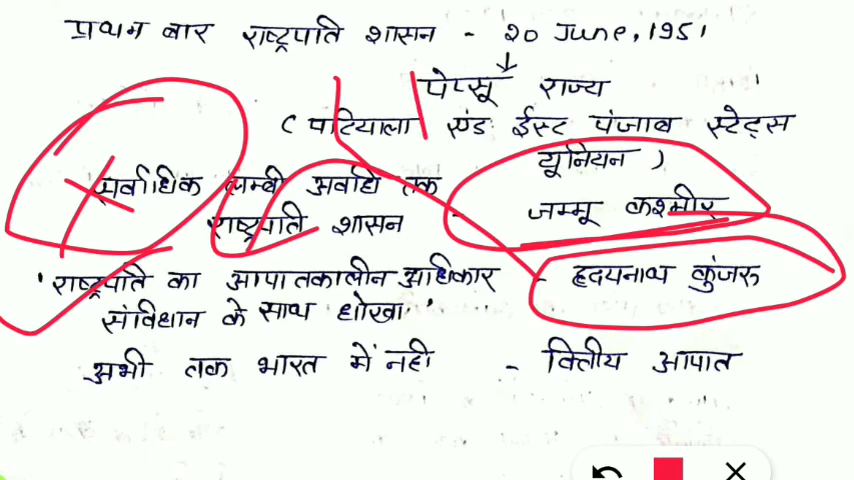 प्रथम बार राष्ट्रपति शासन - 20 June, 1951
पेप्सू राज्य
( पटियाला एंड ईस्ट पंजाब स्टेट्स
यूनियन )
सर्वाधिक लम्बी अवधि तक
राष्ट्रपति शासन - जम्मू कश्मीर
' राष्ट्रपति का आपातकालीन अधिकार - हृदयनाथ कुंजरू
संविधान के साथ धोखा '
अभी तक भारत में नही - वित्तीय आपात